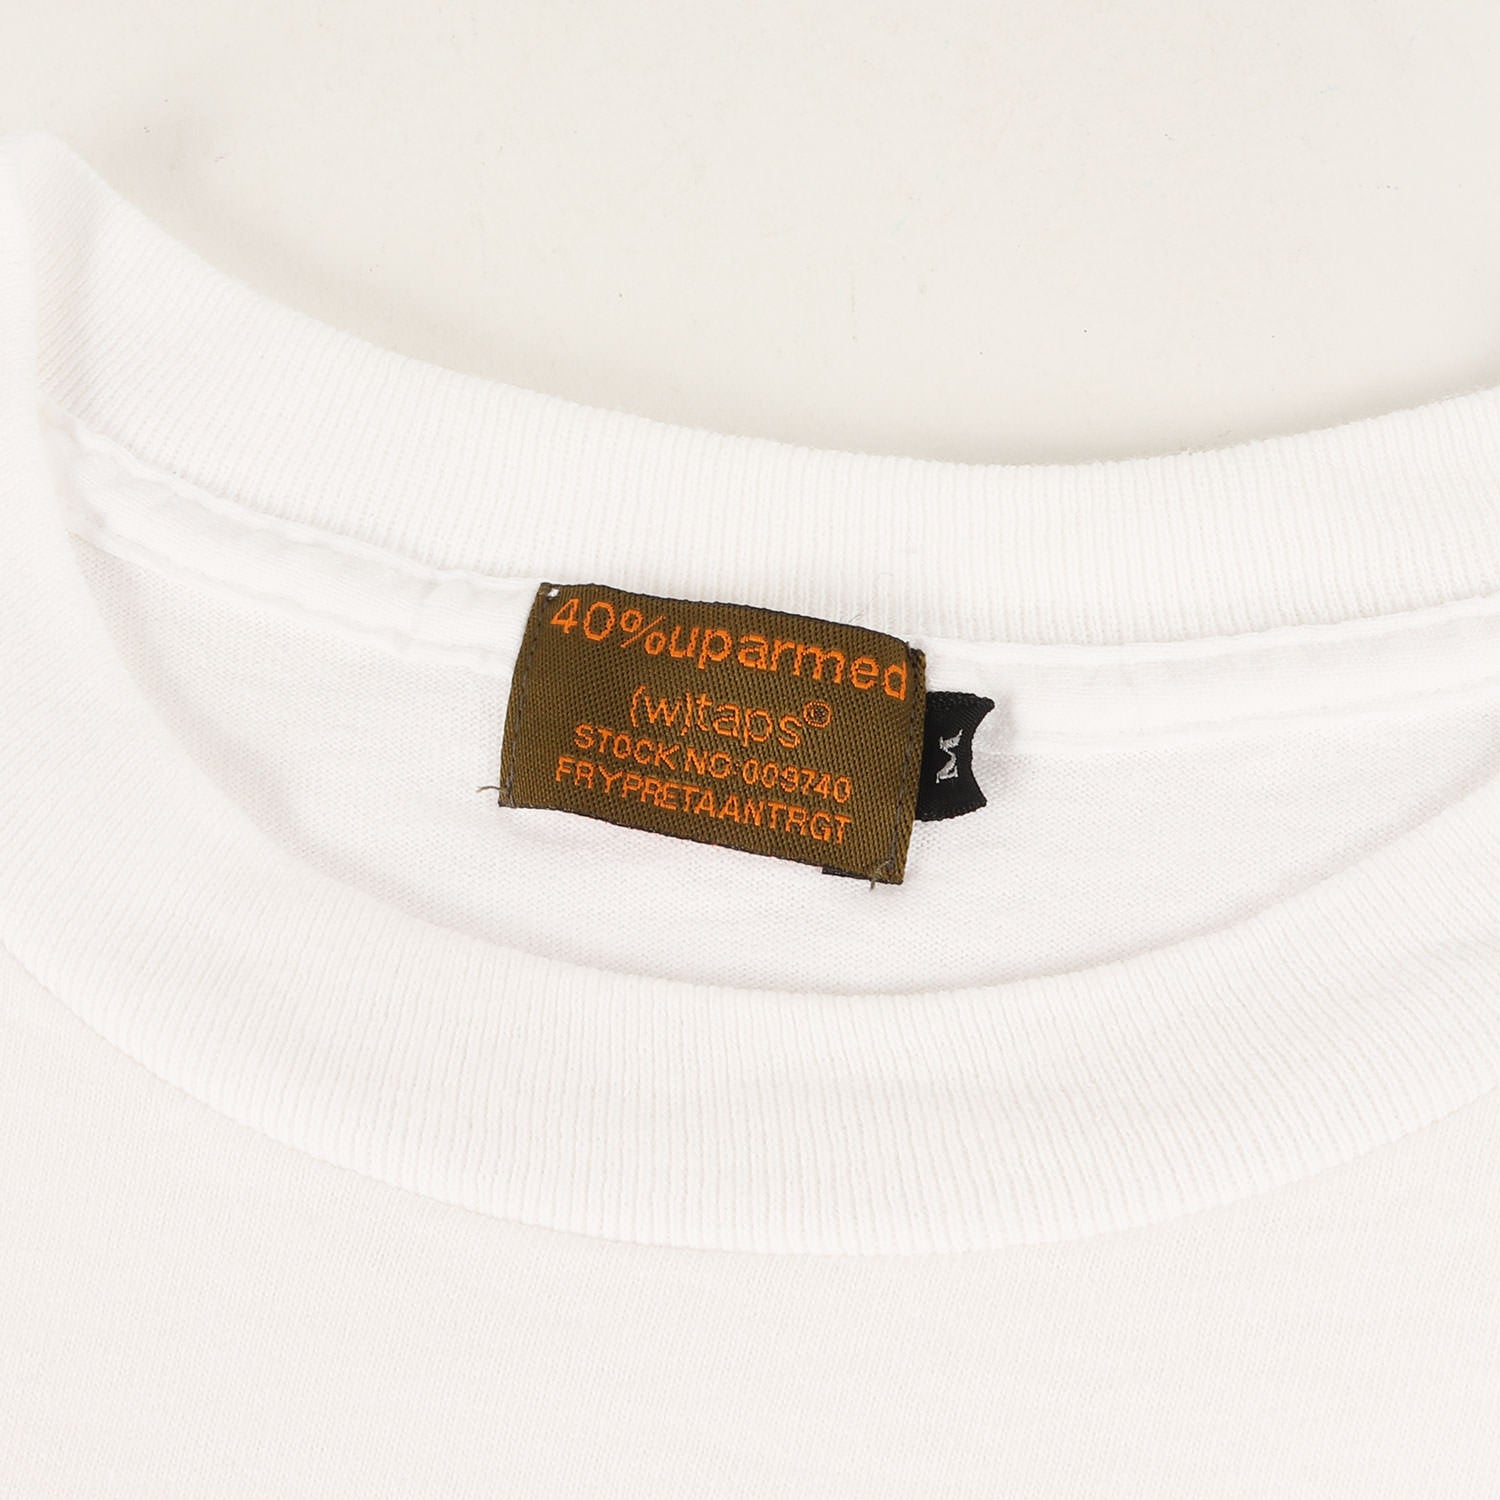 40%uparmed
(w)taps®
STOCK NO:009740
FRYPRETAANTRGT
M